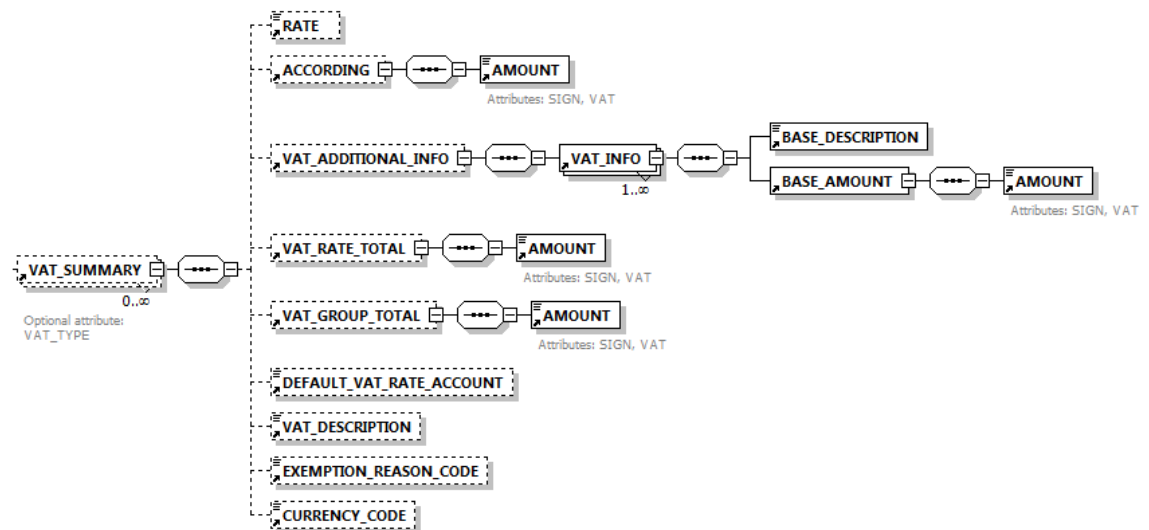 RATE
ACCORDING
AMOUNT
Attributes: SIGN, VAT
VAT_ADDITIONAL_INFO
VAT_INFO
1..∞
BASE_DESCRIPTION
BASE_AMOUNT
AMOUNT
Attributes: SIGN, VAT
VAT_RATE_TOTAL
AMOUNT
Attributes: SIGN, VAT
VAT_SUMMARY
0..∞
Optional attribute:
VAT_TYPE
VAT_GROUP_TOTAL
AMOUNT
Attributes: SIGN, VAT
DEFAULT_VAT_RATE_ACCOUNT
VAT_DESCRIPTION
EXEMPTION_REASON_CODE
CURRENCY_CODE